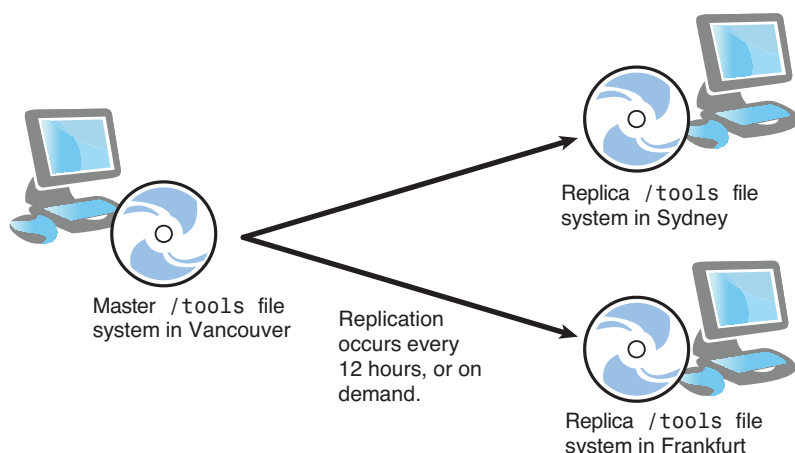 Replica /tools file
system in Sydney
Master /tools file
system in Vancouver
Replication
occurs every
12 hours, or on
demand.
Replica /tools file
system in Frankfurt